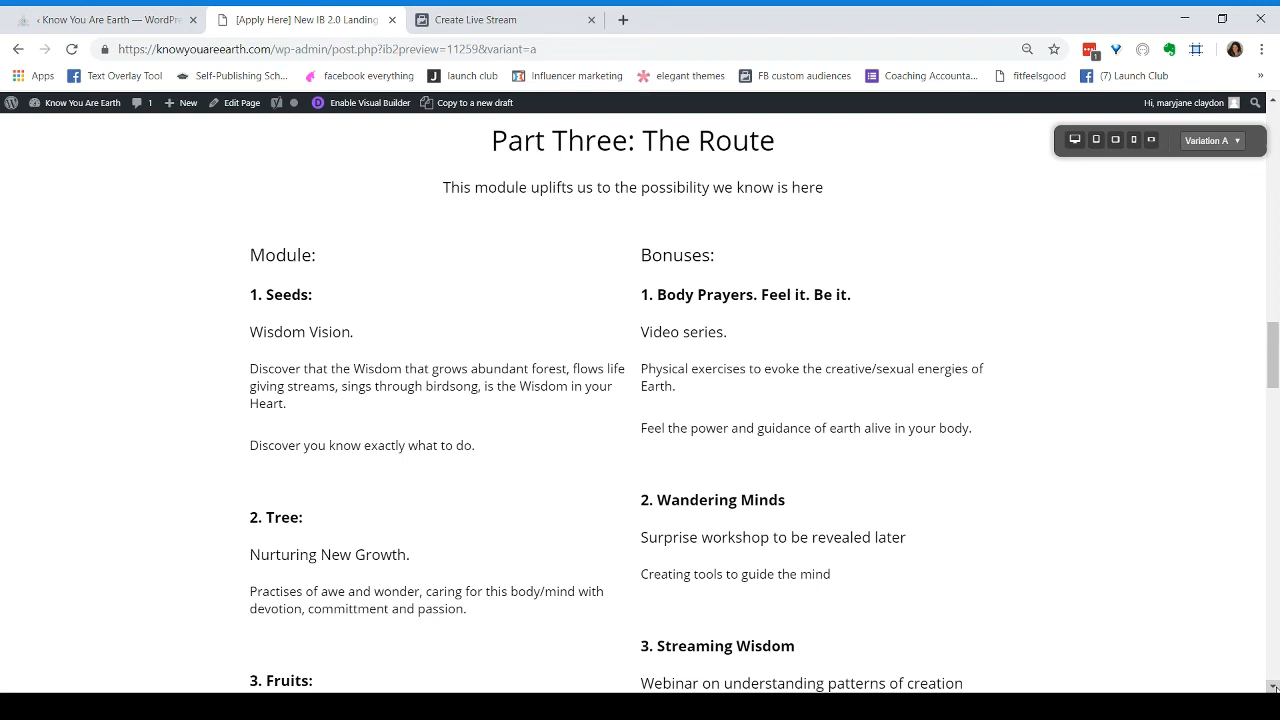 ‹ Know You Are Earth — WordPre
[Apply Here] New IB 2.0 Landing
Create Live Stream
https://knowyouareearth.com/wp-admin/post.php?ib2preview=11259&variant=a
1
Apps
Text Overlay Tool
Self-Publishing Sch...
facebook everything
launch club
Influencer marketing
elegant themes
FB custom audiences
Coaching Accounta...
fitfeelsgood
(7) Launch Club
»
Know You Are Earth
1
New
Edit Page
Enable Visual Builder
Copy to a new draft
Hi, maryjane claydon
Variation A
Part Three: The Route
This module uplifts us to the possibility we know is here
Module:
1. Seeds:
Wisdom Vision.
Discover that the Wisdom that grows abundant forest, flows life
giving streams, sings through birdsong, is the Wisdom in your
Heart.
Discover you know exactly what to do.
2. Tree:
Nurturing New Growth.
Practises of awe and wonder, caring for this body/mind with
devotion, committment and passion.
3. Fruits:
Bonuses:
1. Body Prayers. Feel it. Be it.
Video series.
Physical exercises to evoke the creative/sexual energies of
Earth.
Feel the power and guidance of earth alive in your body.
2. Wandering Minds
Surprise workshop to be revealed later
Creating tools to guide the mind
3. Streaming Wisdom
Webinar on understanding patterns of creation